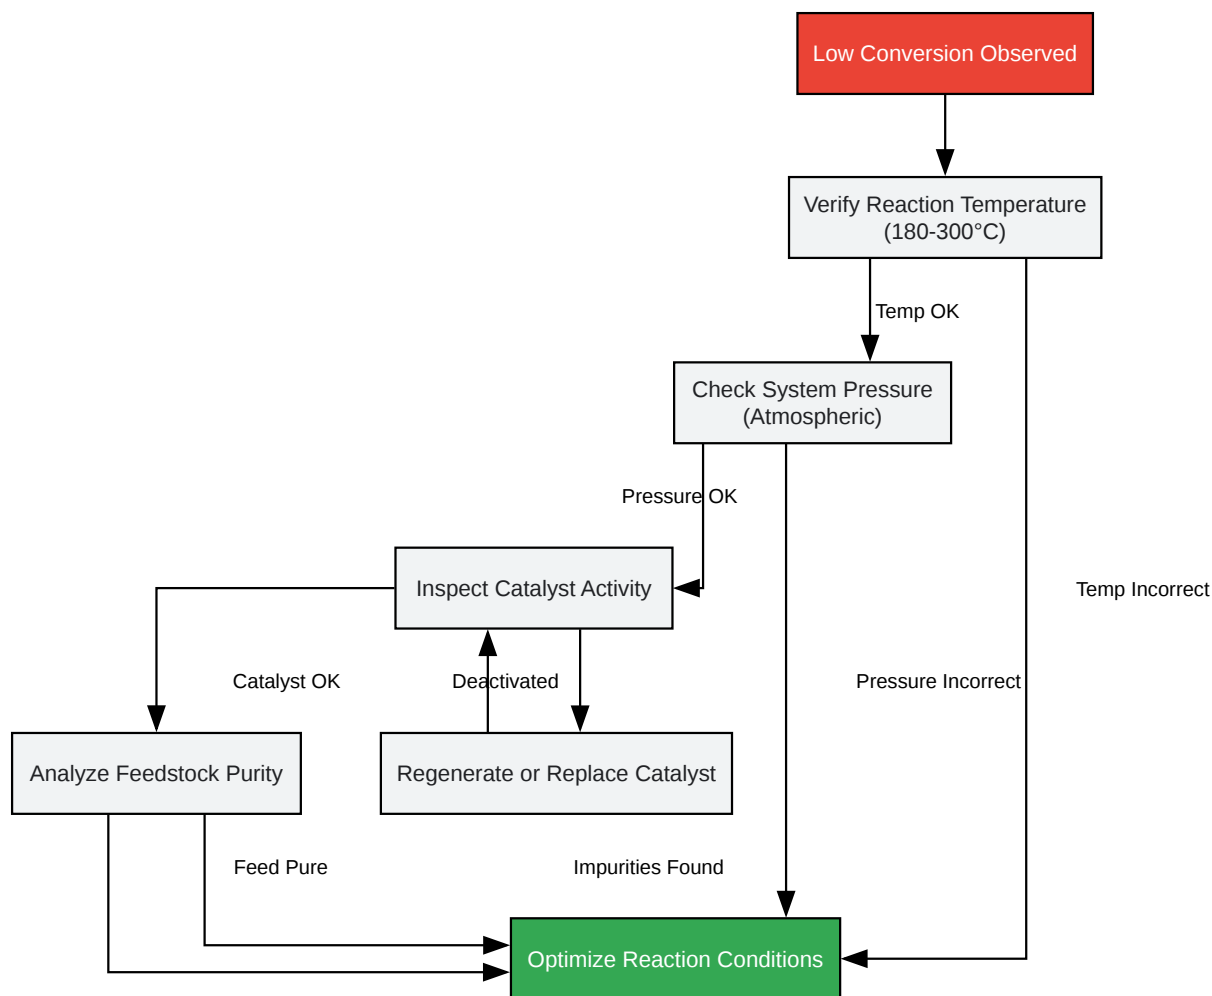 Low Conversion Observed
Verify Reaction Temperature
(180-300°C)
Temp OK
Check System Pressure
(Atmospheric)
Pressure OK
Inspect Catalyst Activity
Temp Incorrect
Catalyst OK
Deactivated
Pressure Incorrect
Analyze Feedstock Purity
Regenerate or Replace Catalyst
Feed Pure
Impurities Found
Optimize Reaction Conditions